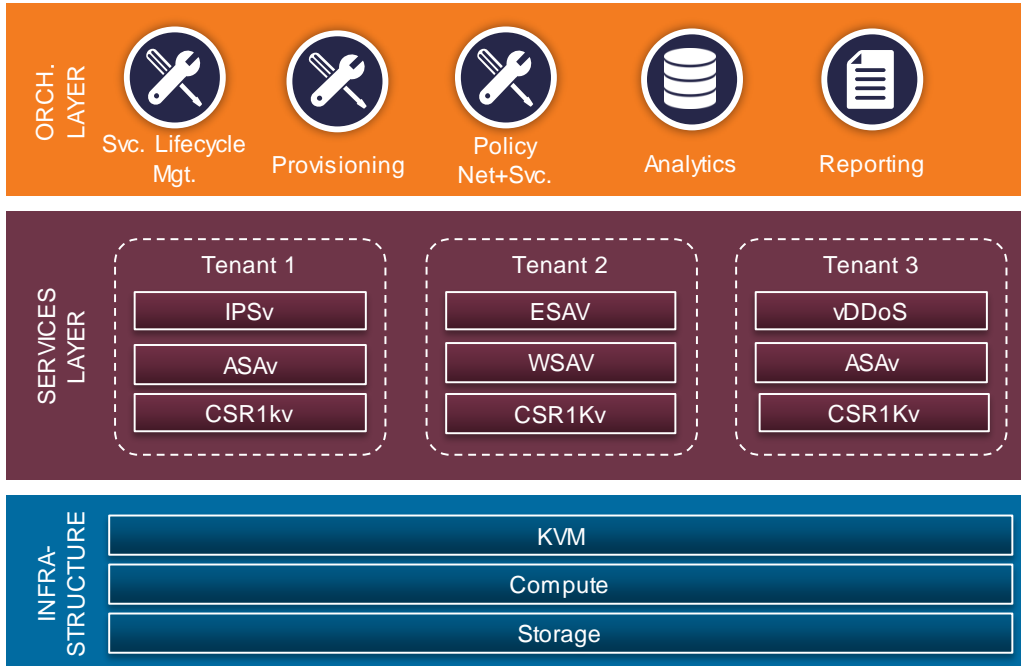 ORCH.
LAYER
Svc. Lifecycle
Mgt.
Provisioning
Policy
Net+Svc.
Analytics
Reporting
SERVICES
LAYER
Tenant 1
IPSv
ASAv
CSR1kv
Tenant 2
ESAV
WSAV
CSR1Kv
Tenant 3
vDDoS
ASAv
CSR1Kv
INFRA-
STRUCTURE
KVM
Compute
Storage